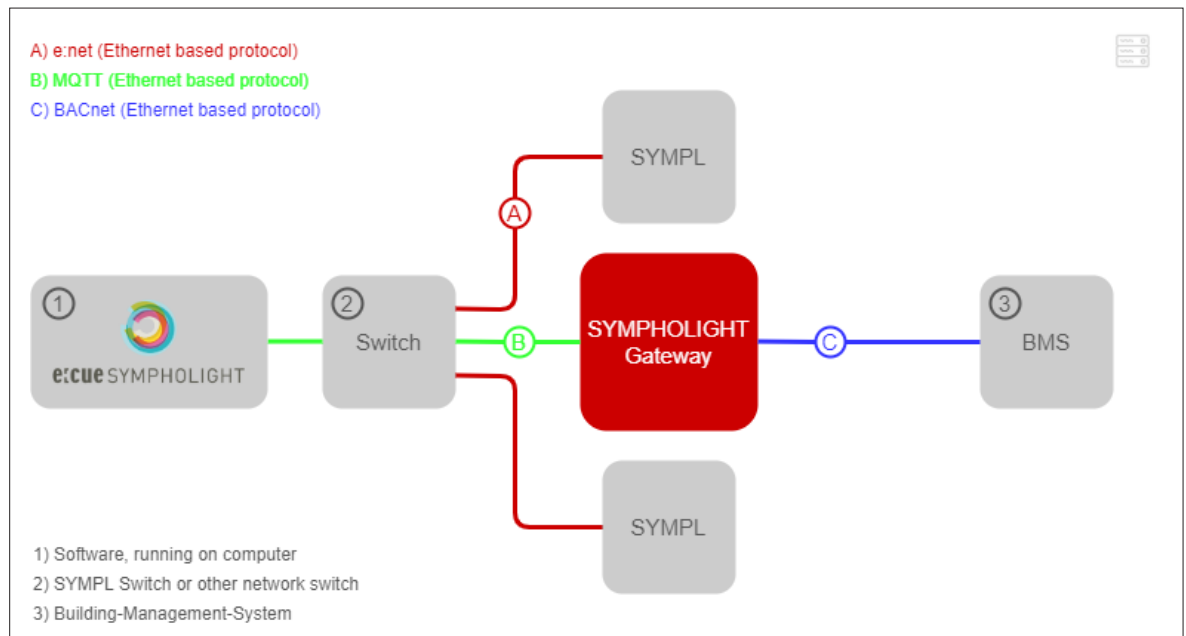 A) e:net (Ethernet based protocol)
B) MQTT (Ethernet based protocol)
C) BACnet (Ethernet based protocol)
SYMPL
A
1
e:cue SYMPHOLIGHT
2
Switch
B
SYMPHOLIGHT
Gateway
C
3
BMS
SYMPL
1) Software, running on computer
2) SYMPL Switch or other network switch
3) Building-Management-System